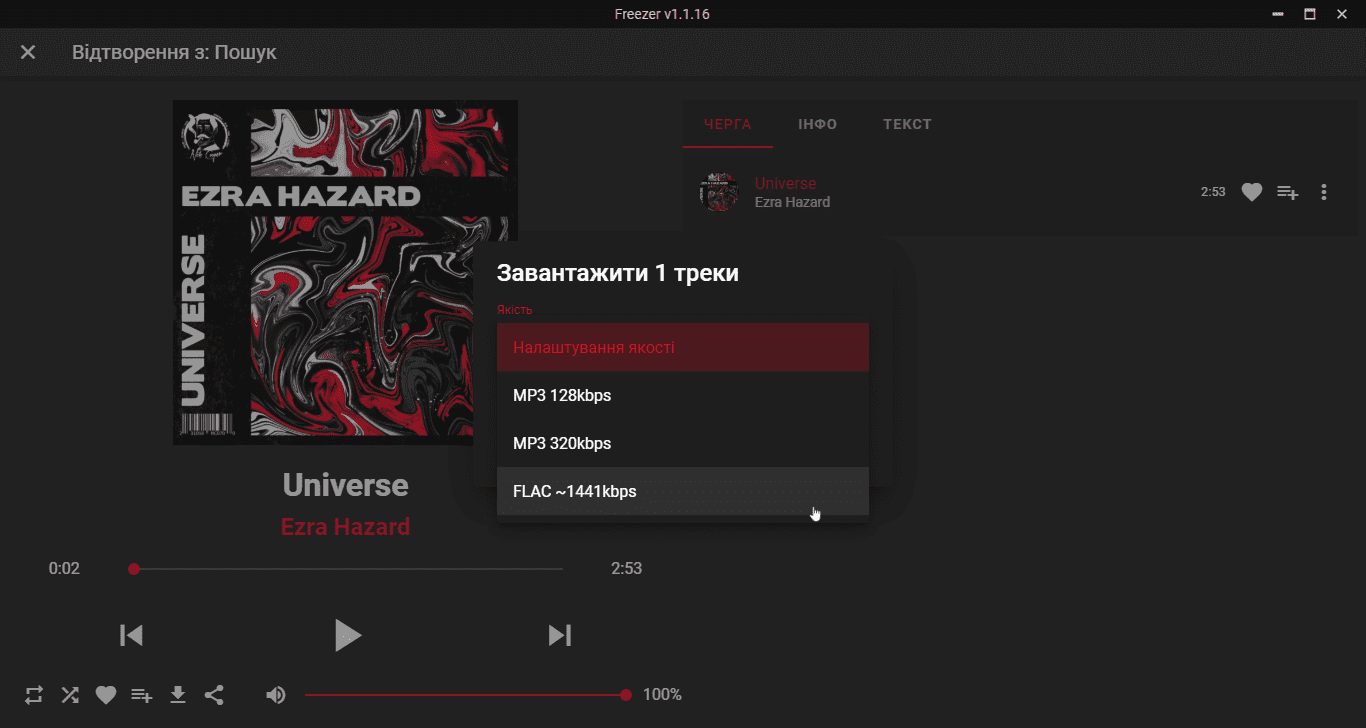 Freezer v1.1.16
Відтворення з: Пошук
EZRA HAZARD
UNIVERSE
ЧЕРГА ІНФО ТЕКСТ
Universe
Ezra Hazard
2:53
Завантажити 1 треки
Якість
Налаштування якості
MP3 128kbps
MP3 320kbps
FLAC ~1441kbps
Universe
Ezra Hazard
0:02
2:53
100%